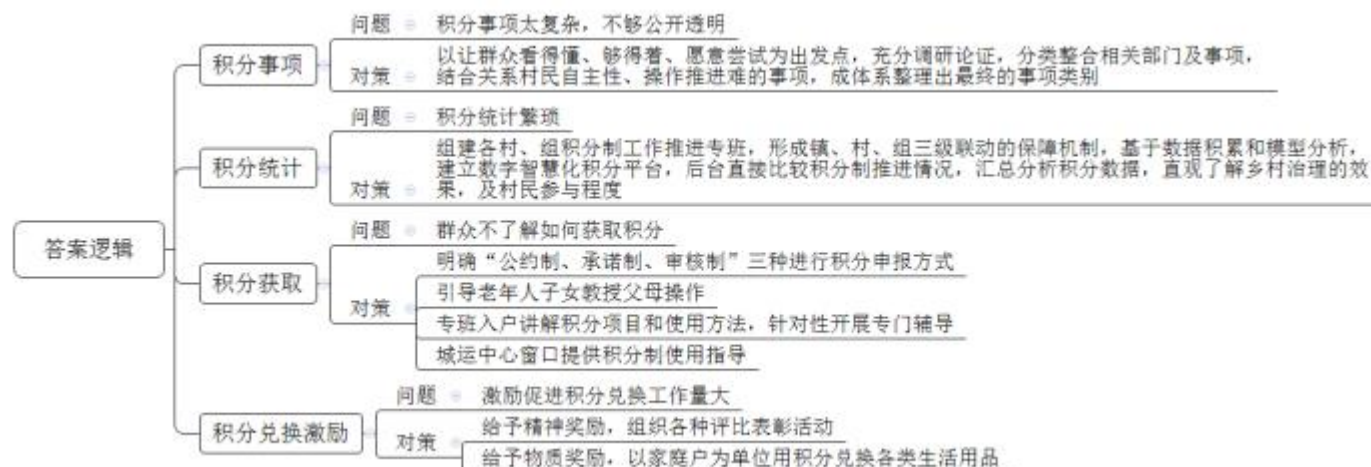 答案逻辑
积分事项
问题
积分事项太复杂，不够公开透明
对策
以让群众看得懂、够得着、愿意尝试为出发点，充分调研论证，分类整合相关部门及事项，
结合关系村民自主性、操作推进难的事项，成体系整理出最终的事项类别
积分统计
问题
积分统计繁琐
对策
组建各村、组积分制工作推进专班，形成镇、村、组三级联动的保障机制，基于数据积累和模型分析，
建立数字智慧化积分平台，后台直接比较积分制推进情况，汇总分析积分数据，直观了解乡村治理的效
果，及村民参与程度
积分获取
问题
群众不了解如何获取积分
对策
明确“公约制、承诺制、审核制”三种进行积分申报方式
引导老年人子女教授父母操作
专班入户讲解积分项目和使用方法，针对性开展专门辅导
城运中心窗口提供积分制使用指导
积分兑换激励
问题
激励促进积分兑换工作量大
对策
给予精神奖励，组织各种评比表彰活动
给予物质奖励，以家庭户为单位用积分兑换各类生活用品